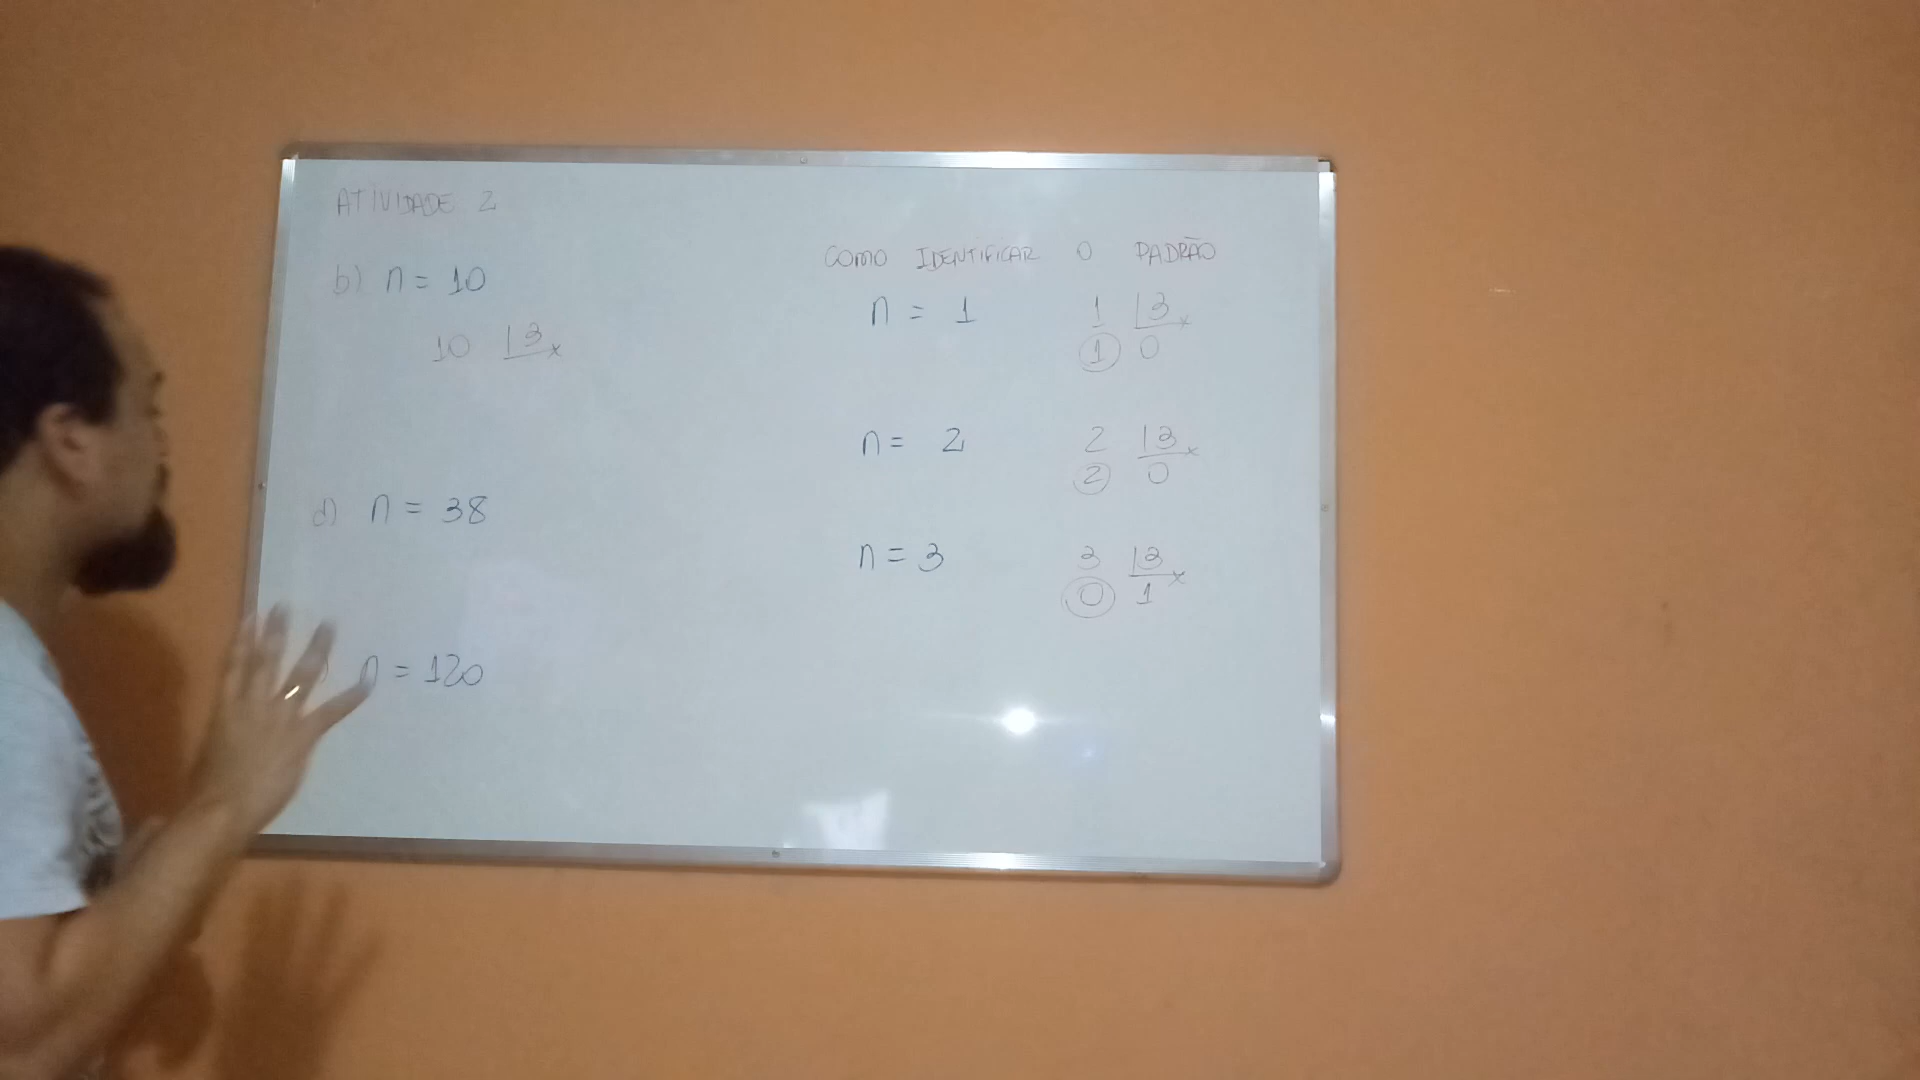 ATIVIDADE 2
b) n = 10
10 3
d) n = 38
n = 120
COMO IDENTIFICAR O PADRÃO
n = 1 1 3
1 0
n = 2 2 3
2 0
n = 3 3 3
0 1